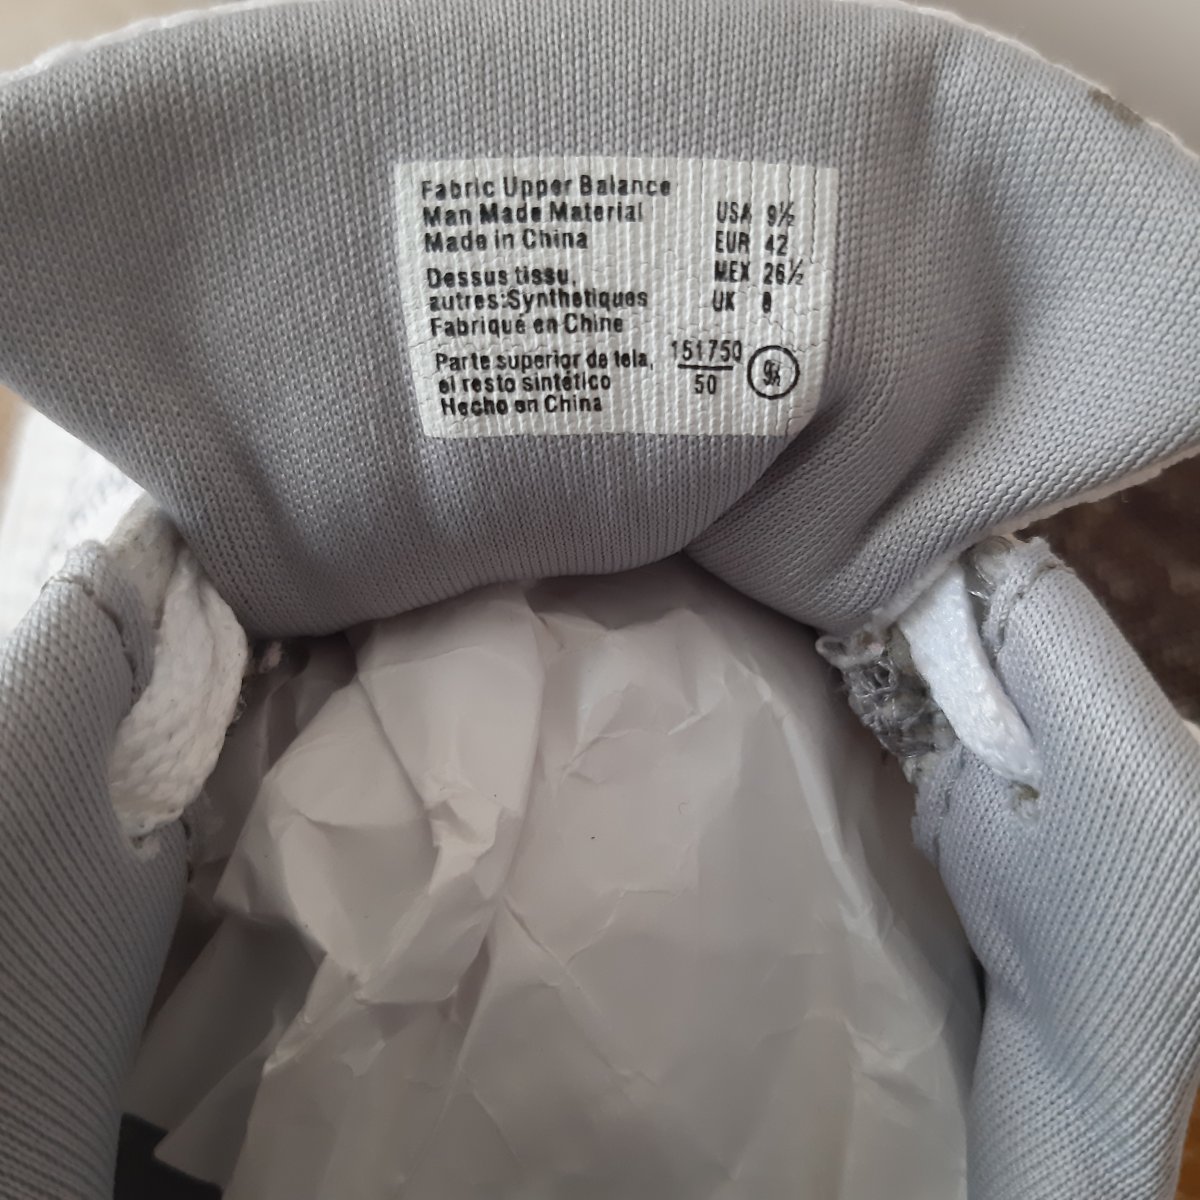 Fabric Upper Balance
Man Made Material
Made in China
Dessus tissu,
autres:Synthetiques
Fabriqué en Chine
Parte superior de tela,
el resto sintético
Hecho en China
USA 9½
EUR 42
MEX 26½
UK 8
151750
50
9½